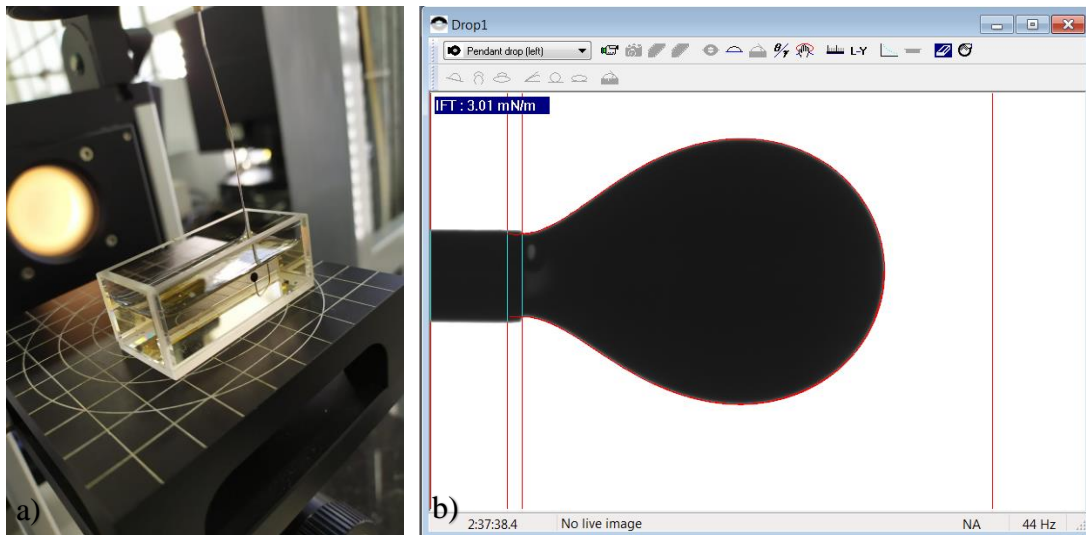 Drop1
Pendant drop (left)
θ/γ L-Y
IFT : 3.01 mN/m
a)
b)
2:37:38.4 No live image NA 44 Hz